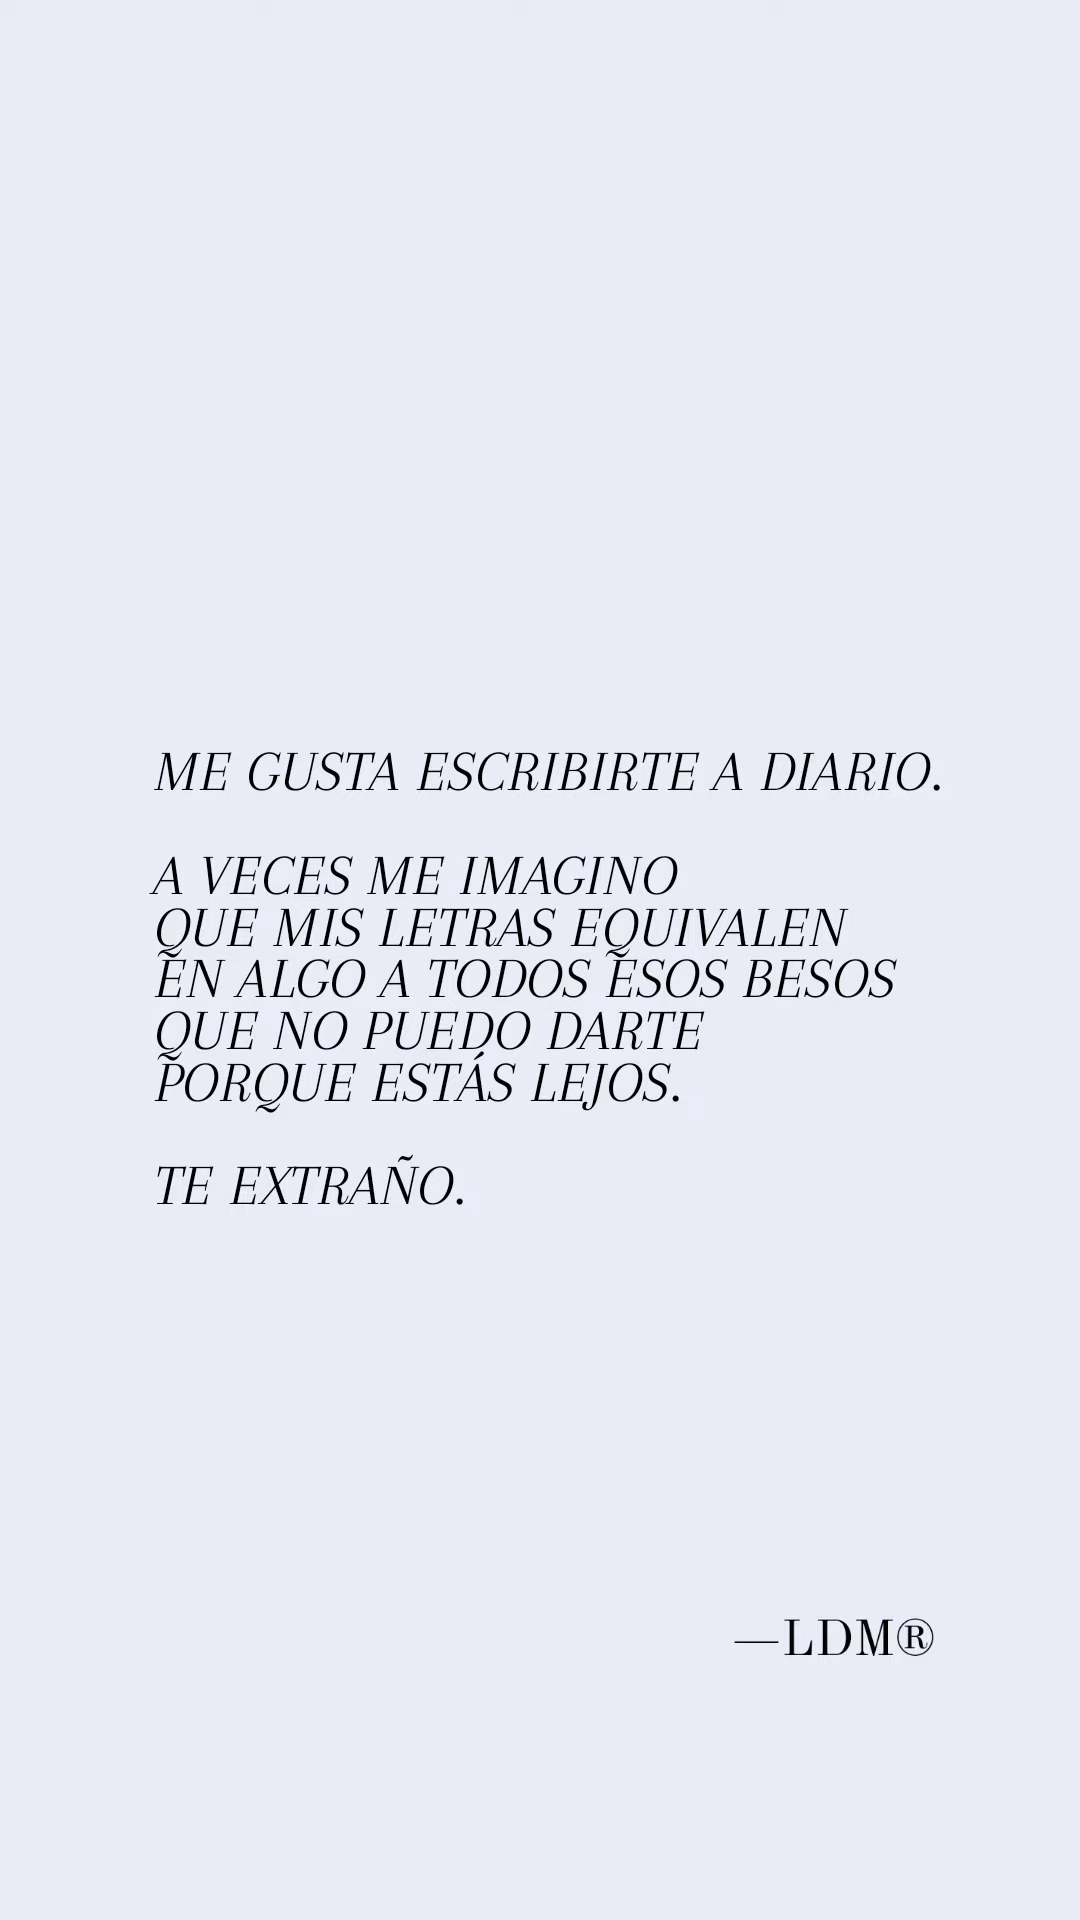 ME GUSTA ESCRIBIRTE A DIARIO.
A VECES ME IMAGINO
QUE MIS LETRAS EQUIVALEN
EN ALGO A TODOS ESOS BESOS
QUE NO PUEDO DARTE
PORQUE ESTÁS LEJOS.
TE EXTRAÑO.
—LDM®